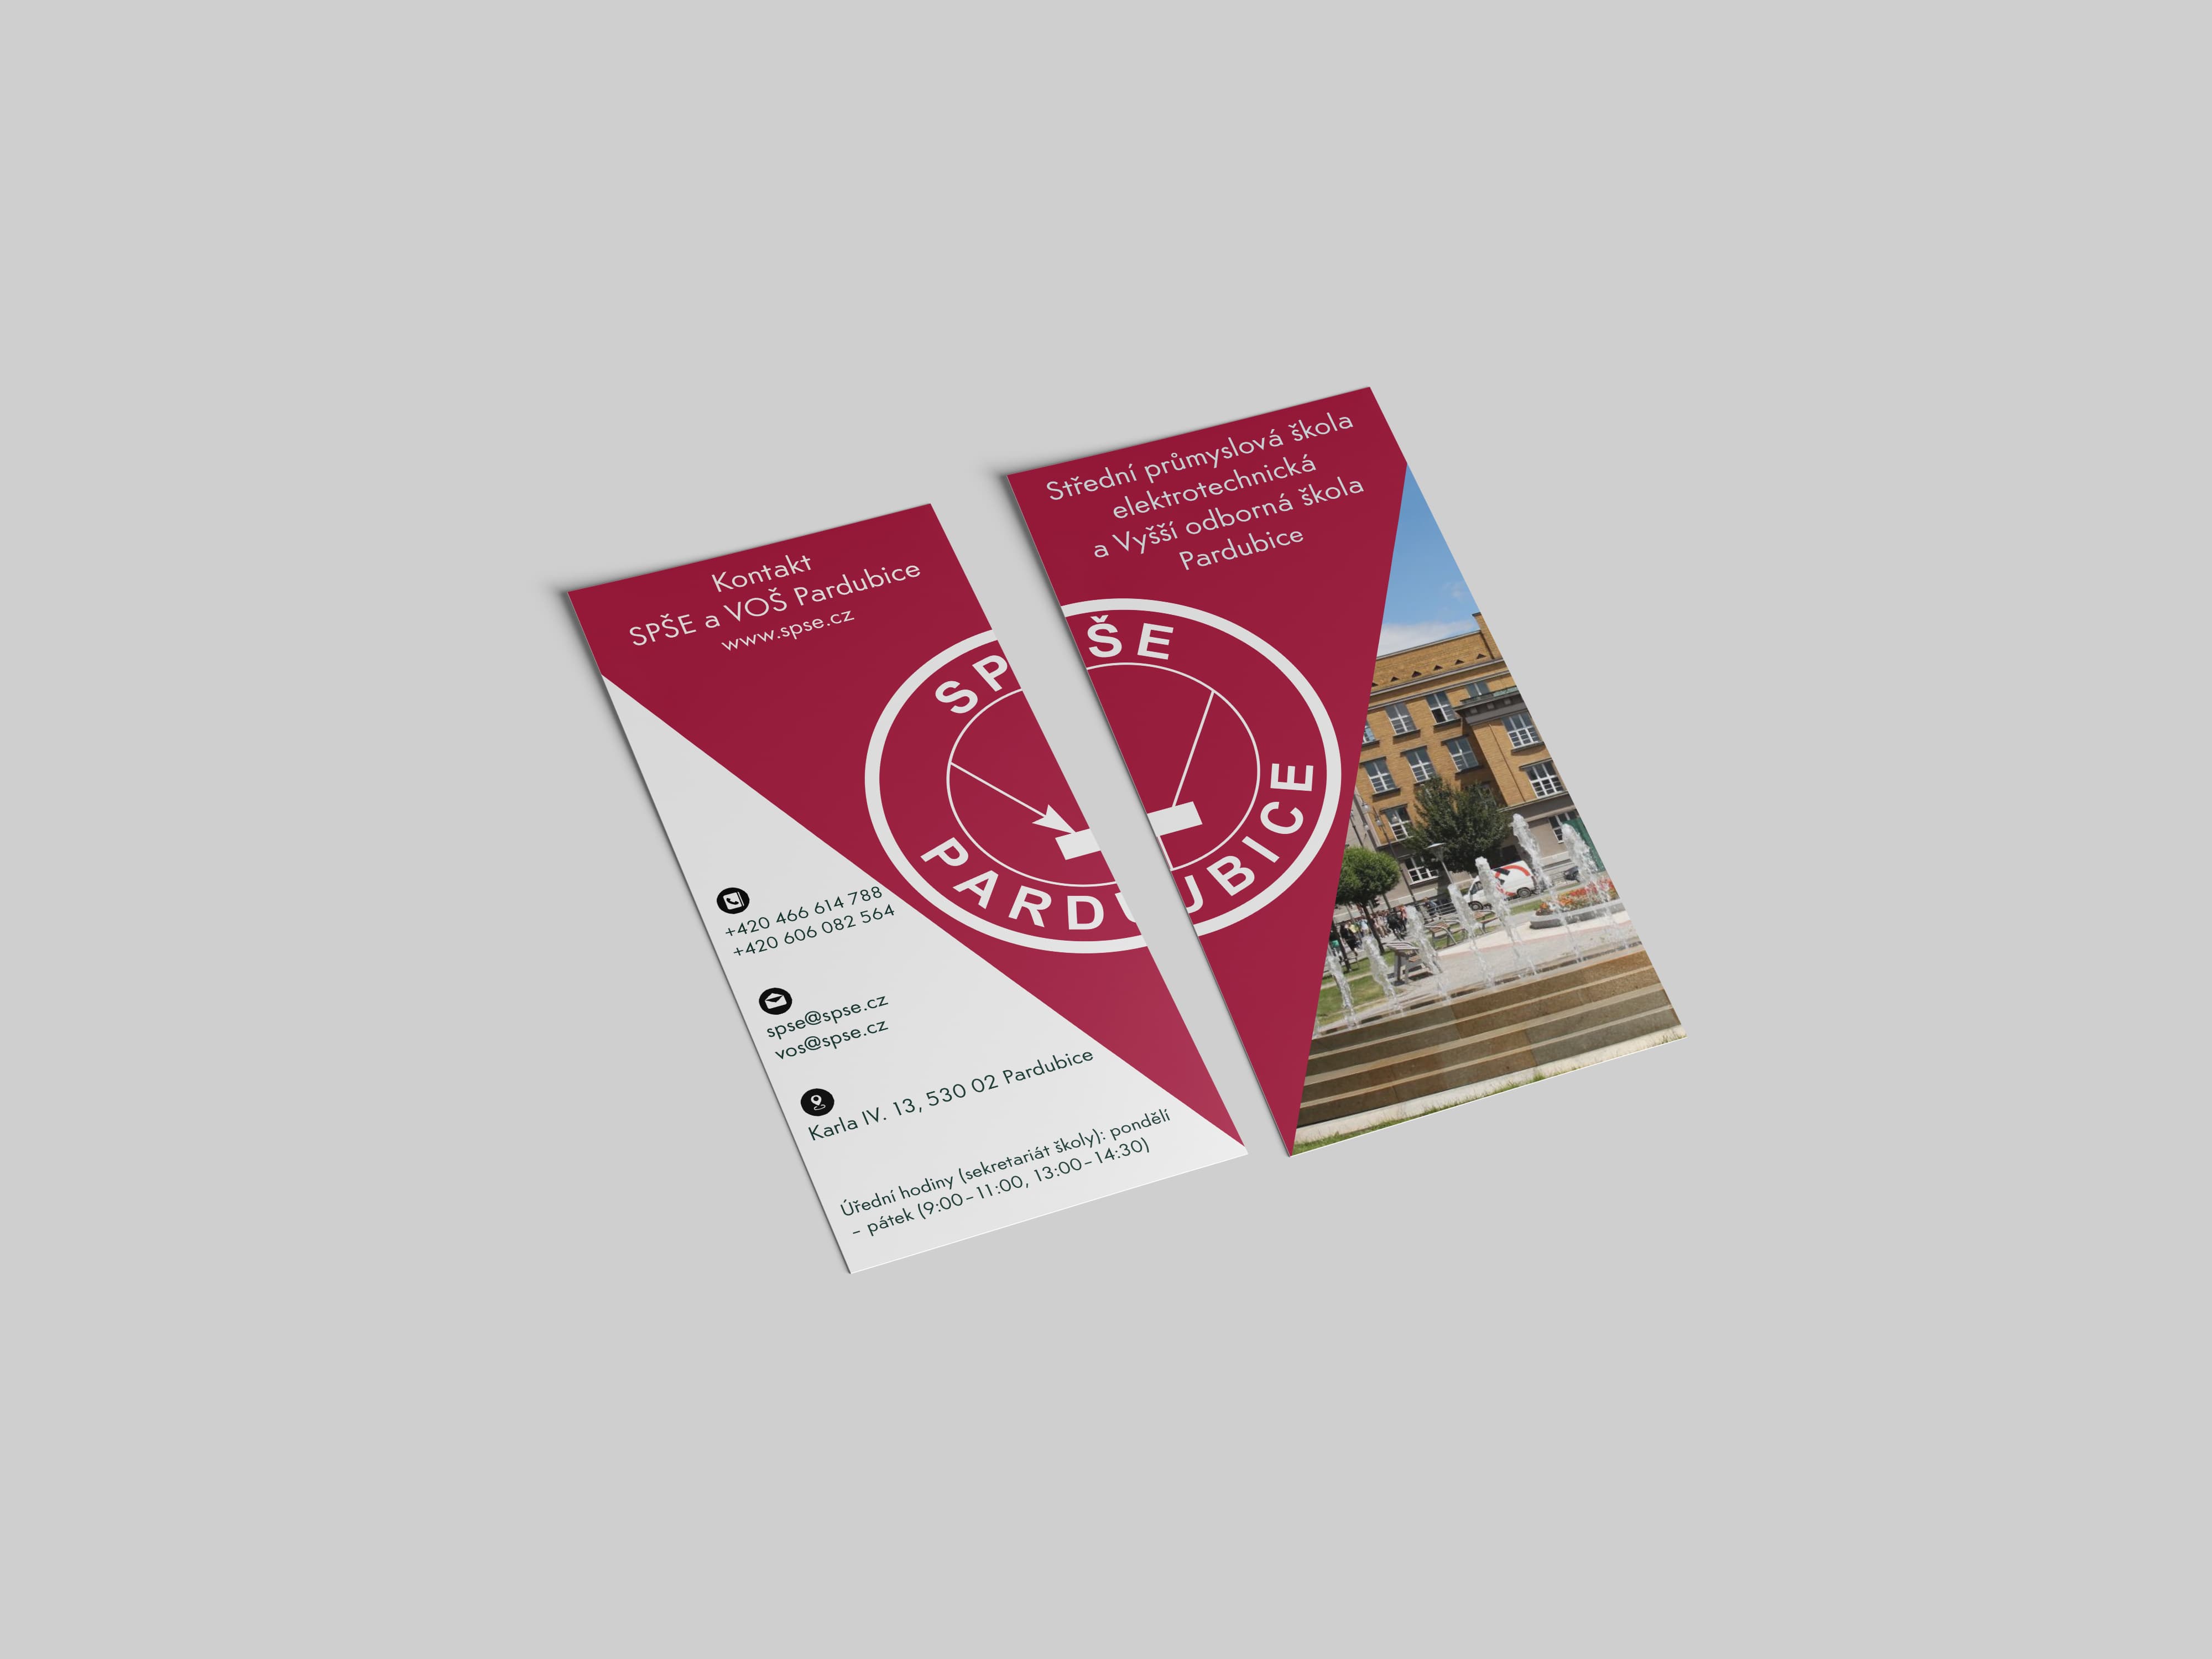 Kontakt
SPŠE a VOŠ Pardubice
www.spse.cz
SP
PARDU
+420 466 614 788
+420 606 082 564
spse@spse.cz
vos@spse.cz
Karla IV. 13, 530 02 Pardubice
Úřední hodiny (sekretariát školy): pondělí
- pátek (9:00-11:00, 13:00-14:30)
Střední průmyslová škola
elektrotechnická
a Vyšší odborná škola
Pardubice
ŠE
UBICE